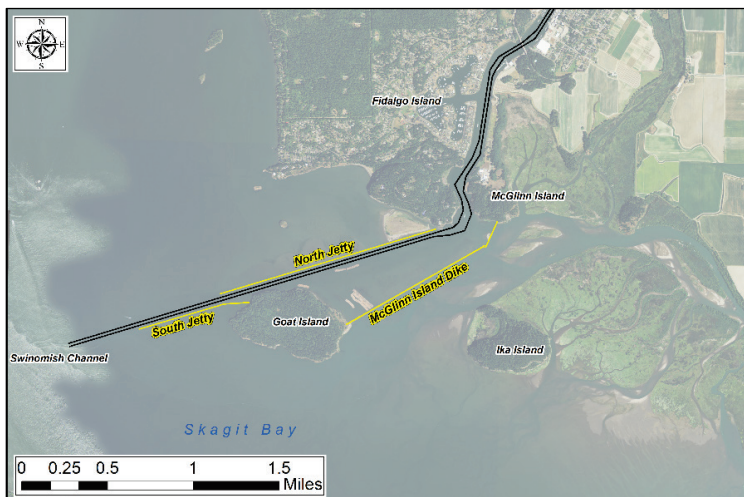 N
W E
S
Fidalgo Island
McGlinn Island
North Jetty
McGlinn Island Dike
South Jetty
Goat Island
Ika Island
Swinomish Channel
Skagit Bay
0 0.25 0.5 1 1.5
Miles